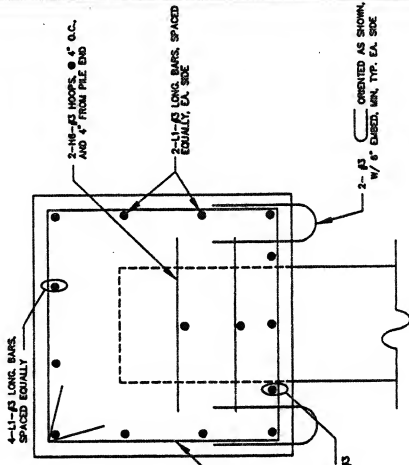 4-L1-#3 LONG. BARS,
SPACED EQUALLY
2-H6-#3 HOOPS, @ 4" O.C.,
AND 4" FROM PILE END
2-L1-#3 LONG. BARS, SPACED
EQUALLY, EA. SIDE
2- #3 ORIENTED AS SHOWN,
W/ 6" EMBED, MIN, TYP. EA. SIDE
#3